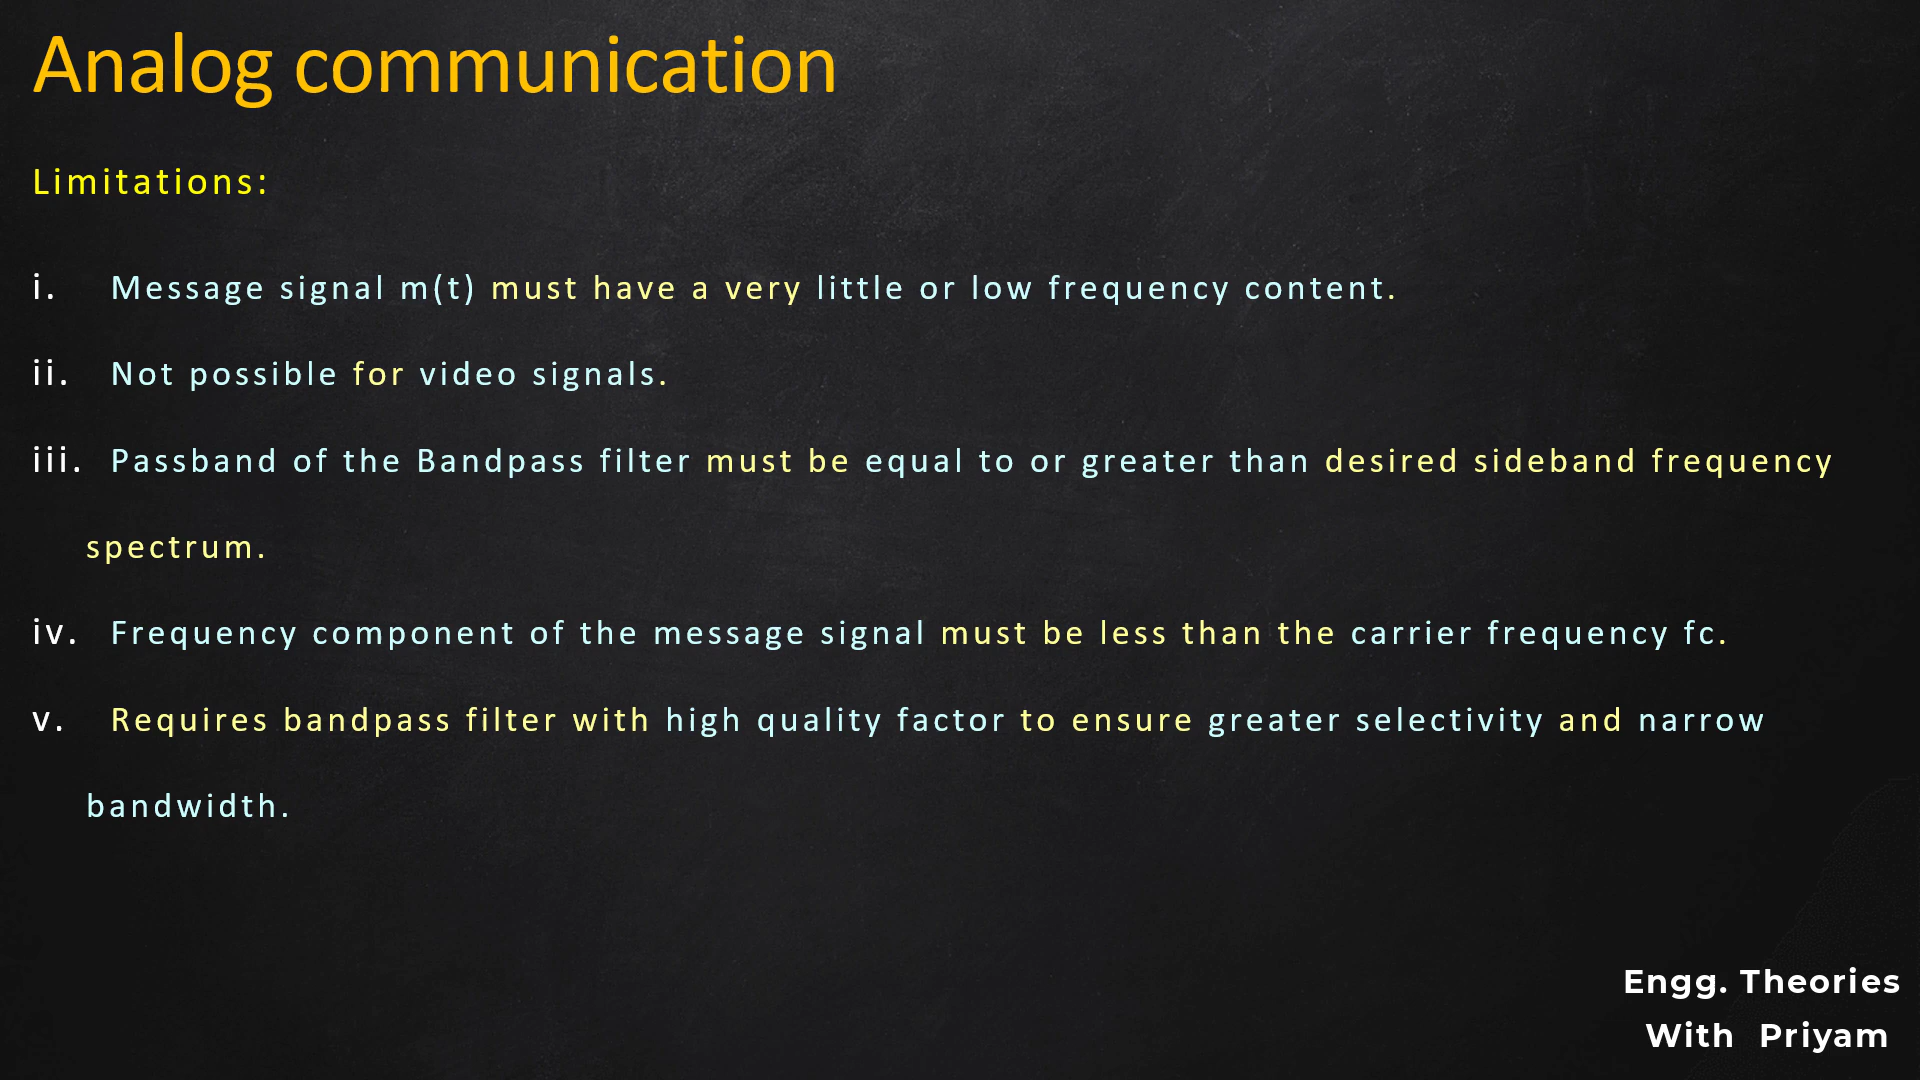 Analog communication
Limitations:
i. Message signal m(t) must have a very little or low frequency content.
ii. Not possible for video signals.
iii. Passband of the Bandpass filter must be equal to or greater than desired sideband frequency
spectrum.
iv. Frequency component of the message signal must be less than the carrier frequency fc.
v. Requires bandpass filter with high quality factor to ensure greater selectivity and narrow
bandwidth.
Engg. Theories
With Priyam